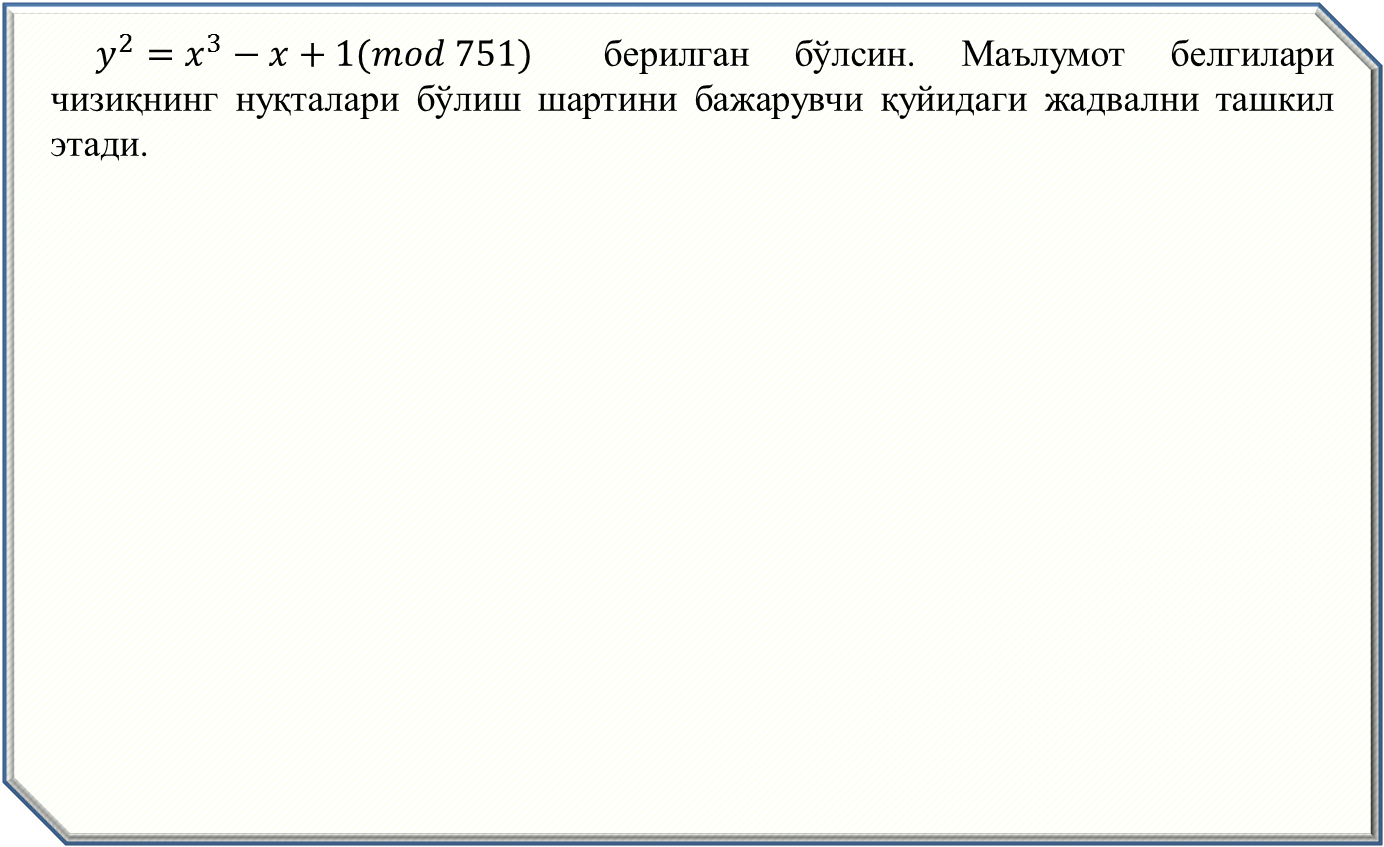 y² = x³ − x + 1(mod 751) берилган бўлсин. Маълумот белгилари
чизиқнинг нуқталари бўлиш шартини бажарувчи қуйидаги жадвални ташкил
этади.